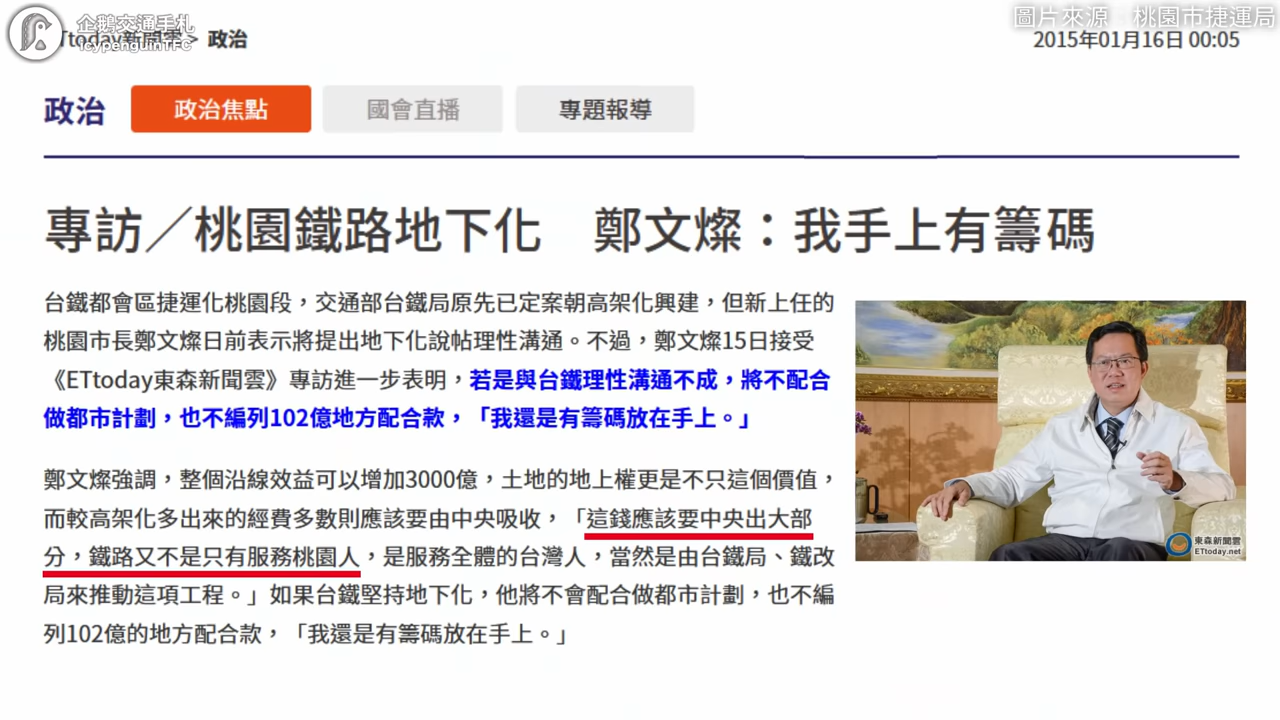 企鵝交通手札
IcypenguinTFC
ETtoday新聞雲> 政治
圖片來源：桃園市捷運局
2015年01月16日 00:05
政治
政治焦點
國會直播
專題報導
專訪／桃園鐵路地下化　鄭文燦：我手上有籌碼
台鐵都會區捷運化桃園段，交通部台鐵局原先已定案朝高架化興建，但新上任的
桃園市長鄭文燦日前表示將提出地下化說帖理性溝通。不過，鄭文燦15日接受
《ETtoday東森新聞雲》專訪進一步表明，若是與台鐵理性溝通不成，將不配合
做都市計劃，也不編列102億地方配合款，「我還是有籌碼放在手上。」
鄭文燦強調，整個沿線效益可以增加3000億，土地的地上權更是不只這個價值，
而較高架化多出來的經費多數則應該要由中央吸收，「這錢應該要中央出大部
分，鐵路又不是只有服務桃園人，是服務全體的台灣人，當然是由台鐵局、鐵改
局來推動這項工程。」如果台鐵堅持地下化，他將不會配合做都市計劃，也不編
列102億的地方配合款，「我還是有籌碼放在手上。」
東森新聞雲
ETtoday.net